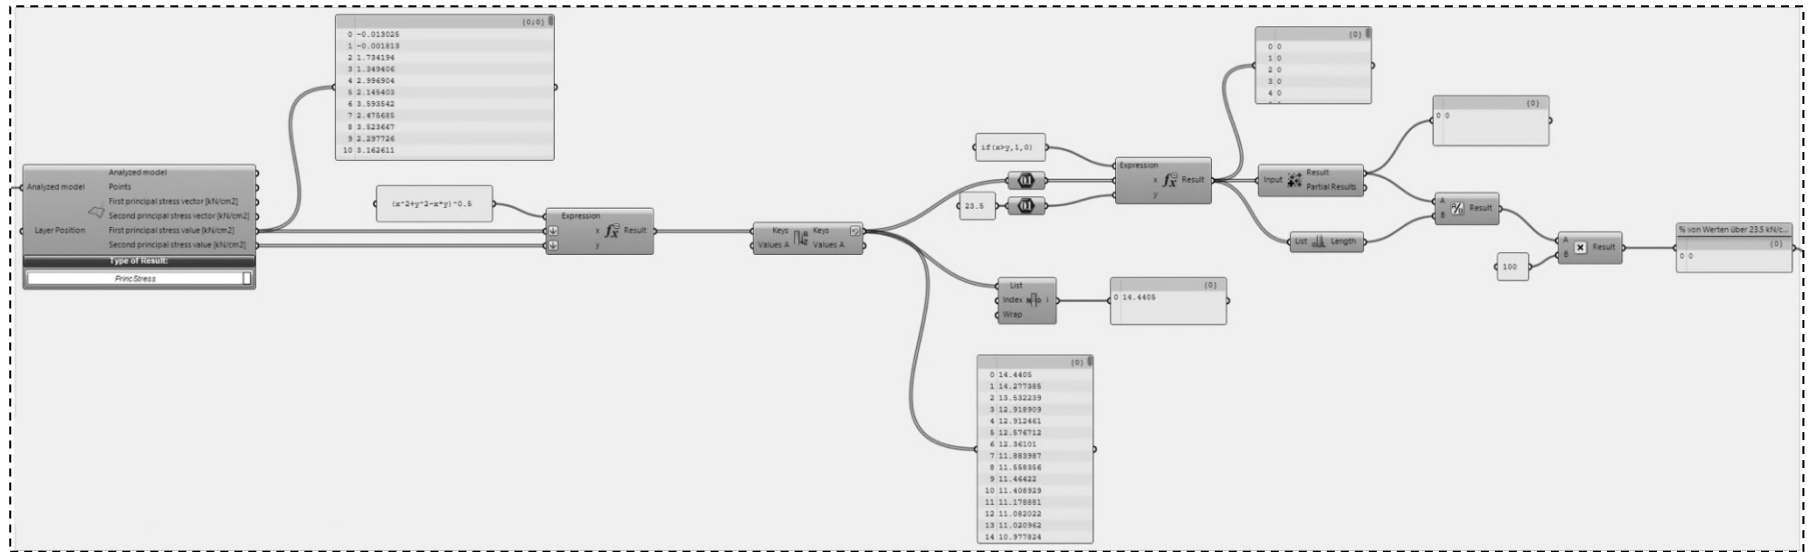 {0;0}
0 -0.013025
1 -0.001813
2 1.734194
3 1.349406
4 2.996904
5 2.145403
6 3.593542
7 2.475685
8 3.523667
9 2.297726
10 3.162611
Analyzed model
Layer Position
Analyzed model
Points
First principal stress vector [kN/cm2]
Second principal stress vector [kN/cm2]
First principal stress value [kN/cm2]
Second principal stress value [kN/cm2]
Type of Result:
PrincStress
(x^2+y^2-x*y)^0.5
Expression
x
y
Result
Keys
Values A
Keys
Values A
if(x>y,1,0)
23.5
Expression
x
y
Result
{0}
0 0
1 0
2 0
3 0
4 0
Input
Result
Partial Results
{0}
0 0
List
Length
A
B
Result
100
A
B
Result
% von Werten über 23.5 kN/c...
{0}
0 0
List
Index
Wrap
i
{0}
0 14.4405
{0}
0 14.4405
1 14.277385
2 13.532239
3 12.918909
4 12.912461
5 12.576712
6 12.36101
7 11.883987
8 11.558356
9 11.46422
10 11.408929
11 11.178881
12 11.082022
13 11.020962
14 10.977824